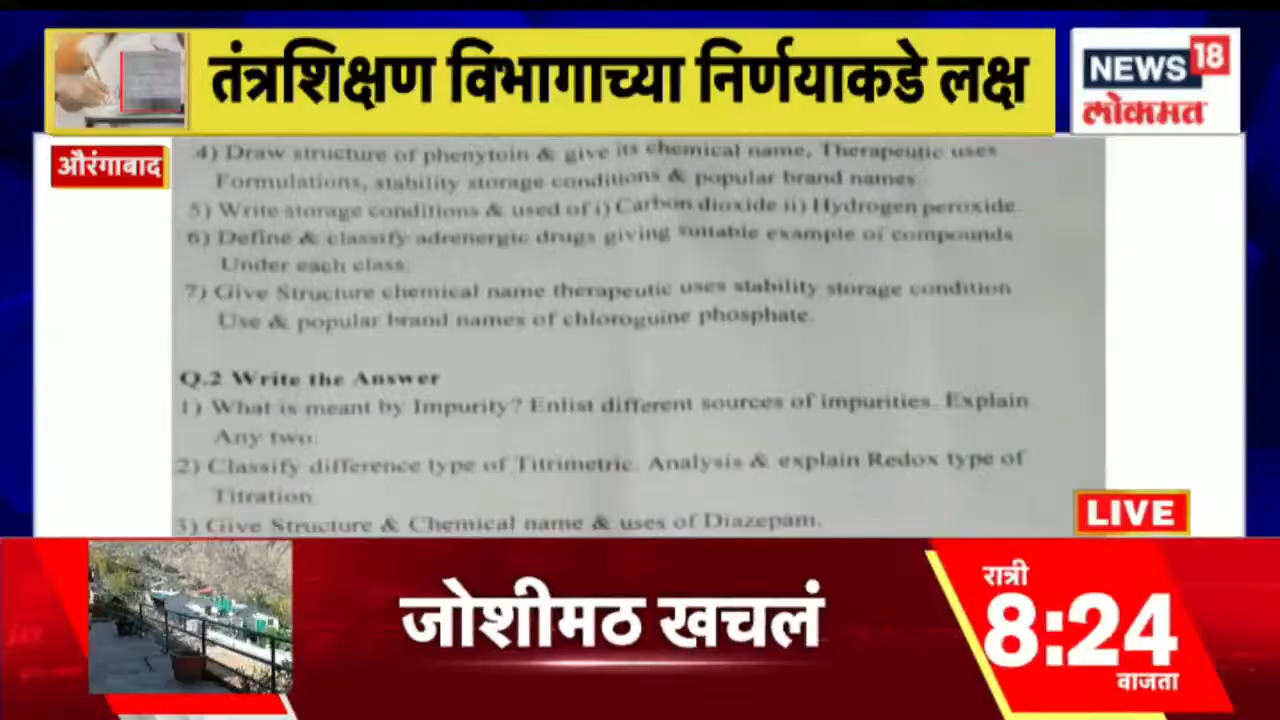 तंत्रशिक्षण विभागाच्या निर्णयाकडे लक्ष
NEWS 18
लोकमत
औरंगाबाद
4) Draw structure of phenytoin & give its chemical name, Therapeutic uses
Formulations, stability storage conditions & popular brand names
5) Write storage conditions & used of i) Carbon dioxide ii) Hydrogen peroxide
6) Define & classify adrenergic drugs giving suitable example of compounds
Under each class.
7) Give Structure chemical name therapeutic uses stability storage condition
Use & popular brand names of chloroguine phosphate.
Q.2 Write the Answer
1) What is meant by Impurity? Enlist different sources of impurities. Explain
Any two.
2) Classify difference type of Titrimetric. Analysis & explain Redox type of
Titration
3) Give Structure & Chemical name & uses of Diazepam.
LIVE
जोशीमठ खचलं
रात्री
8:24
वाजता